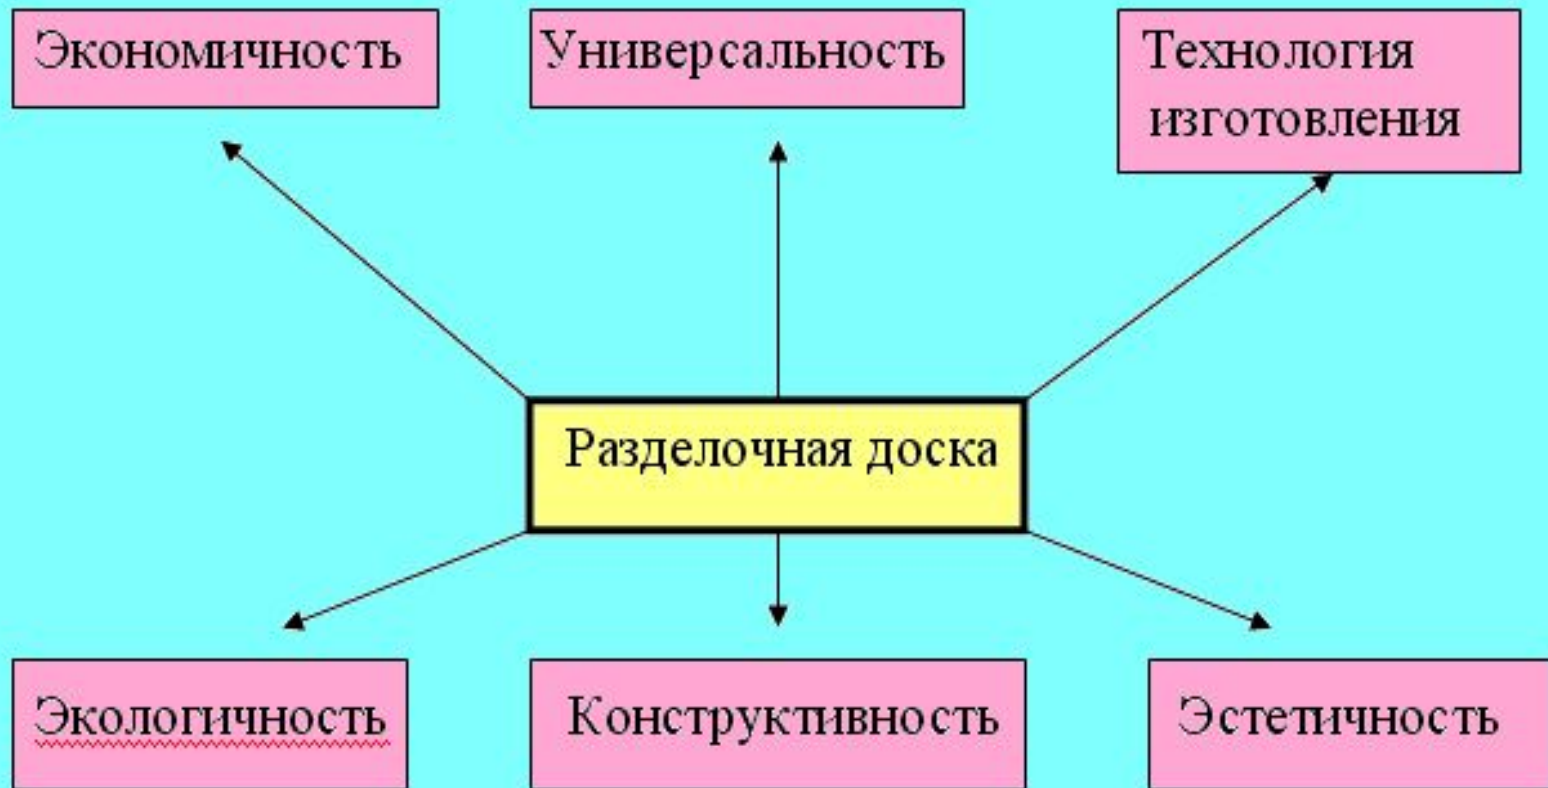 Экономичность
Универсальность
Технология
изготовления
Разделочная доска
Экологичность
Конструктивность
Эстетичность